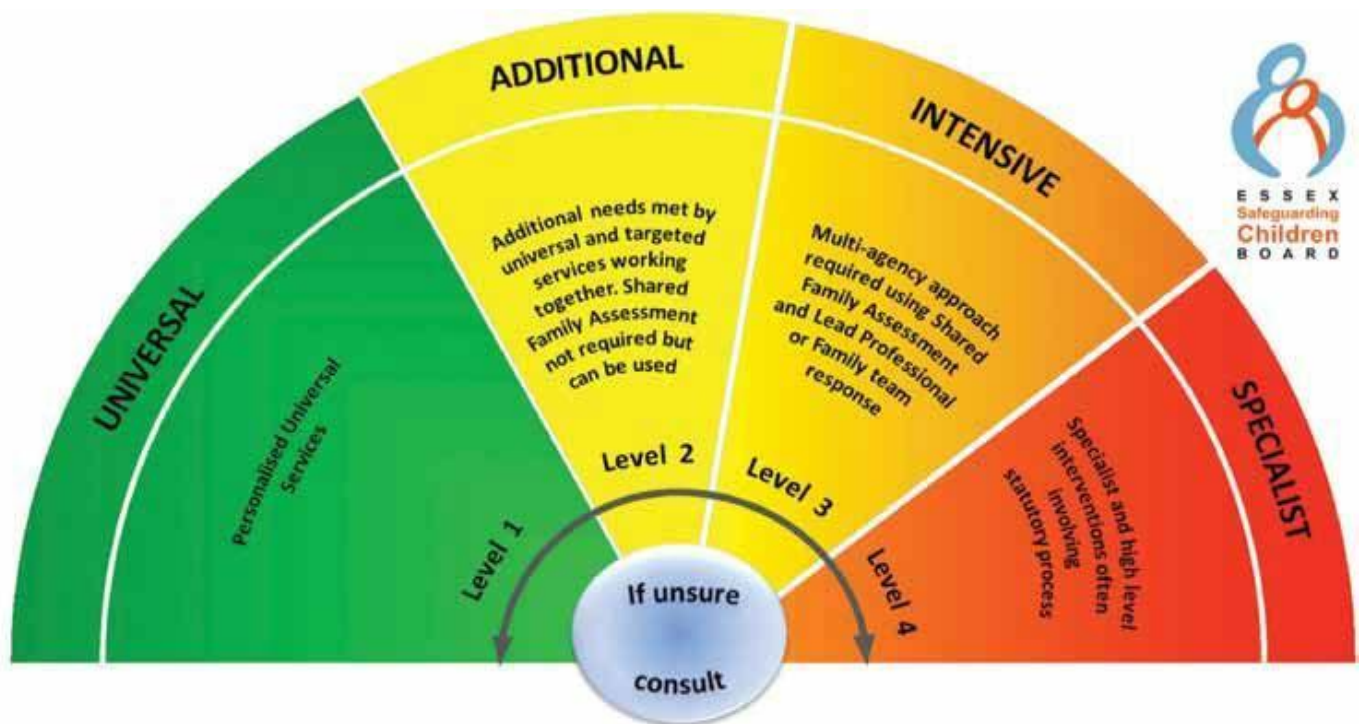 UNIVERSAL
Personalised Universal
Services
Level 1
ADDITIONAL
Additional needs met by
universal and targeted
services working
together. Shared
Family Assessment
not required but
can be used
Level 2
INTENSIVE
Multi-agency approach
required using Shared
Family Assessment
and Lead Professional
or Family team
response
Level 3
SPECIALIST
Specialist and high level
interventions often
involving
statutory process
Level 4
If unsure
consult
ESSEX
Safeguarding
Children
BOARD